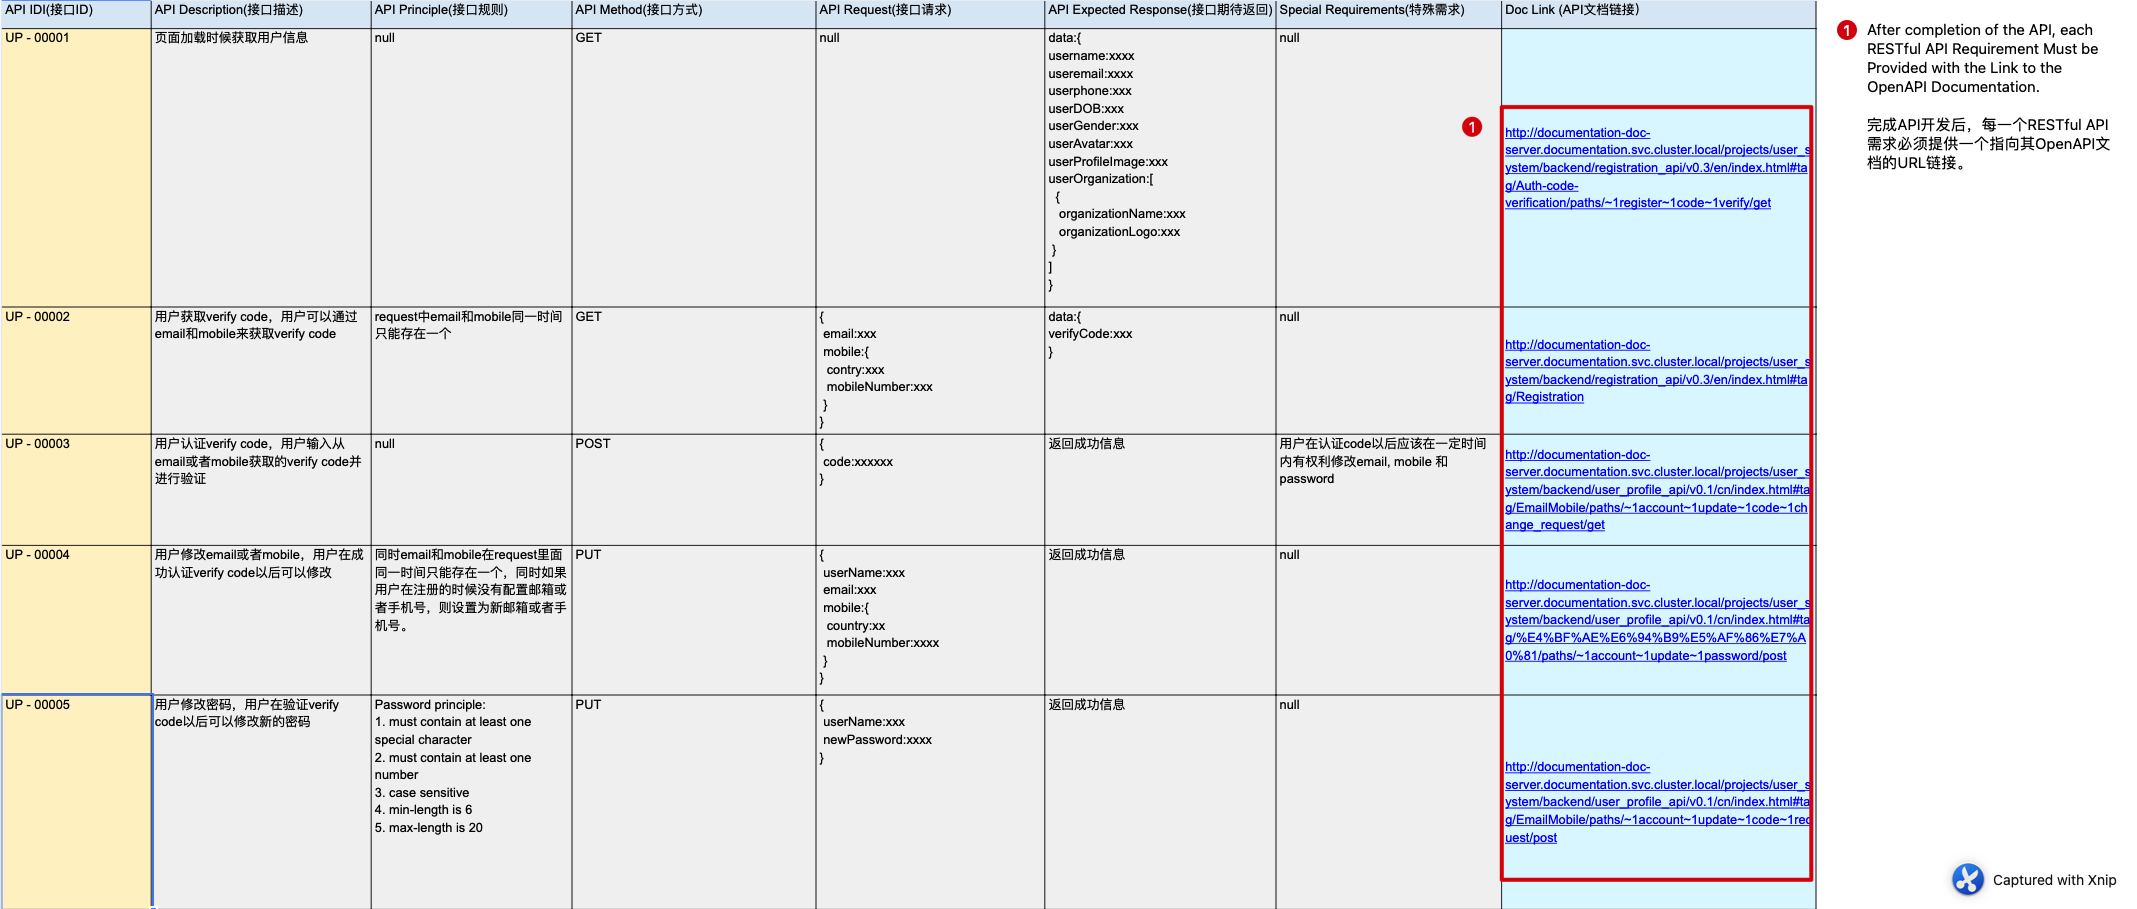 API IDI(接口ID)
API Description(接口描述)
API Principle(接口规则)
API Method(接口方式)
API Request(接口请求)
API Expected Response(接口期待返回)
Special Requirements(特殊需求)
Doc Link (API文档链接)
UP - 00001
页面加载时候获取用户信息
null
GET
null
data:{
username:xxxx
useremail:xxxx
userphone:xxx
userDOB:xxx
userGender:xxx
userAvatar:xxx
userProfileImage:xxx
userOrganization:[
{
organizationName:xxx
organizationLogo:xxx
}
]
}
null
http://documentation-doc-
server.documentation.svc.cluster.local/projects/user_s
ystem/backend/registration_api/v0.3/en/index.html#ta
g/Auth-code-
verification/paths/~1register~1code~1verify/get
UP - 00002
用户获取verify code，用户可以通过
email和mobile来获取verify code
request中email和mobile同一时间
只能存在一个
GET
{
email:xxx
mobile:{
contry:xxx
mobileNumber:xxx
}
}
data:{
verifyCode:xxx
}
null
http://documentation-doc-
server.documentation.svc.cluster.local/projects/user_s
ystem/backend/registration_api/v0.3/en/index.html#ta
g/Registration
UP - 00003
用户认证verify code，用户输入从
email或者mobile获取的verify code并
进行验证
null
POST
{
code:xxxxxx
}
返回成功信息
用户在认证code以后应该在一定时间
内有权利修改email, mobile 和
password
http://documentation-doc-
server.documentation.svc.cluster.local/projects/user_s
ystem/backend/user_profile_api/v0.1/cn/index.html#ta
g/EmailMobile/paths/~1account~1update~1code~1ch
ange_request/get
UP - 00004
用户修改email或者mobile，用户在成
功认证verify code以后可以修改
同时email和mobile在request里面
同一时间只能存在一个，同时如果
用户在注册的时候没有配置邮箱或
者手机号，则设置为新邮箱或者手
机号。
PUT
{
userName:xxx
email:xxx
mobile:{
country:xx
mobileNumber:xxxx
}
}
返回成功信息
null
http://documentation-doc-
server.documentation.svc.cluster.local/projects/user_s
ystem/backend/user_profile_api/v0.1/cn/index.html#ta
g/%E4%BF%AE%E6%94%B9%E5%AF%86%E7%A
0%81/paths/~1account~1update~1password/post
UP - 00005
用户修改密码，用户在验证verify
code以后可以修改新的密码
Password principle:
1. must contain at least one
special character
2. must contain at least one
number
3. case sensitive
4. min-length is 6
5. max-length is 20
PUT
{
userName:xxx
newPassword:xxxx
}
返回成功信息
null
http://documentation-doc-
server.documentation.svc.cluster.local/projects/user_s
ystem/backend/user_profile_api/v0.1/cn/index.html#ta
g/EmailMobile/paths/~1account~1update~1code~1req
uest/post
1
1
After completion of the API, each
RESTful API Requirement Must be
Provided with the Link to the
OpenAPI Documentation.
完成API开发后，每一个RESTful API
需求必须提供一个指向其OpenAPI文
档的URL链接。
Captured with Xnip